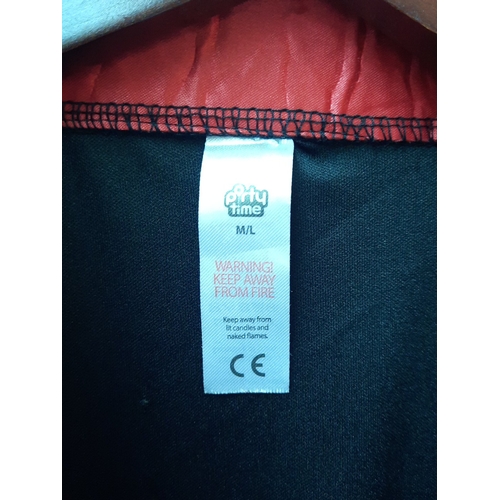 party
time
M/L
WARNING!
KEEP AWAY
FROM FIRE
Keep away from
lit candles and
naked flames.
CE